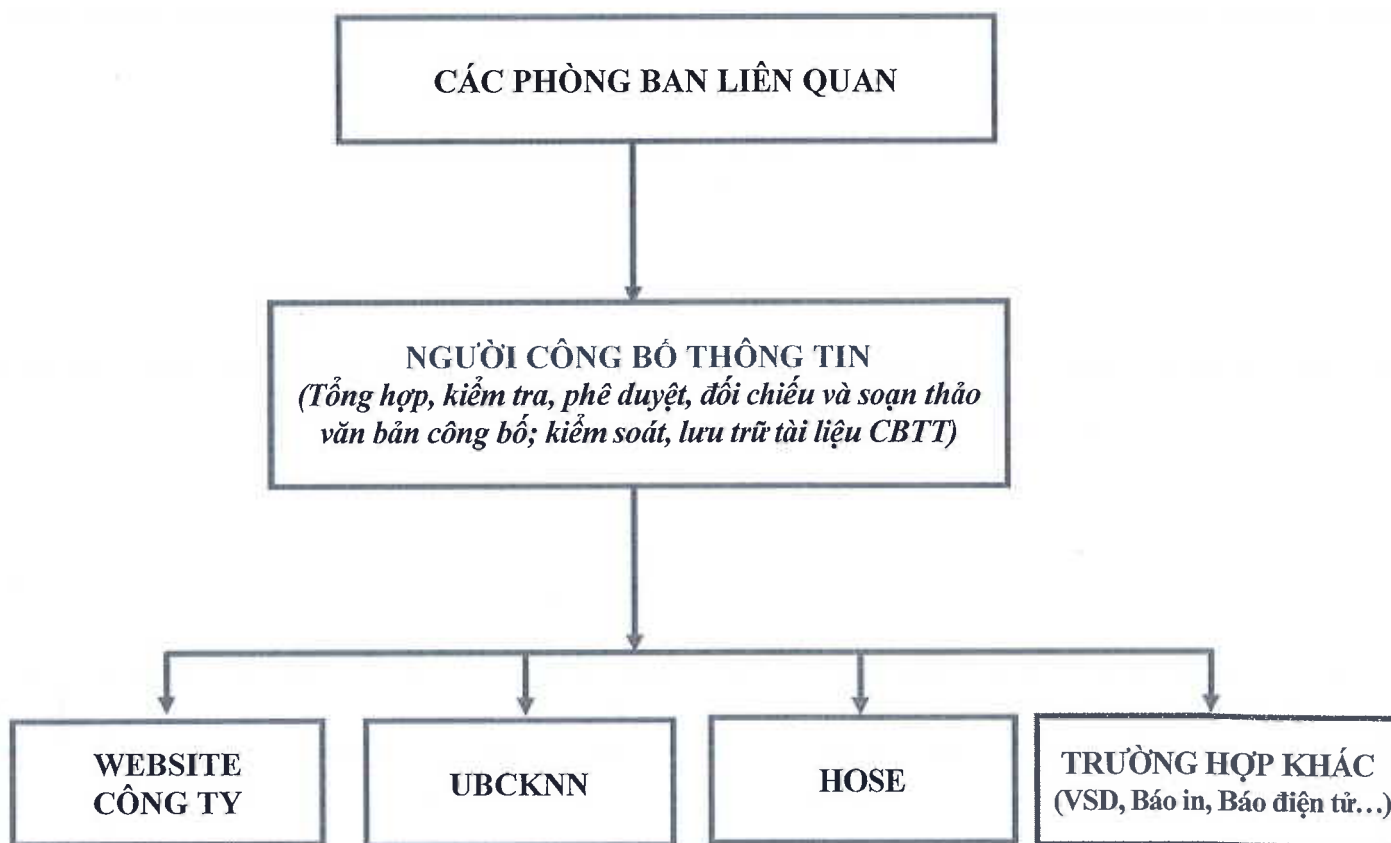 CÁC PHÒNG BAN LIÊN QUAN
NGƯỜI CÔNG BỐ THÔNG TIN
(Tổng hợp, kiểm tra, phê duyệt, đối chiếu và soạn thảo
văn bản công bố; kiểm soát, lưu trữ tài liệu CBTT)
WEBSITE
CÔNG TY
UBCKNN
HOSE
TRƯỜNG HỢP KHÁC
(VSD, Báo in, Báo điện tử...)